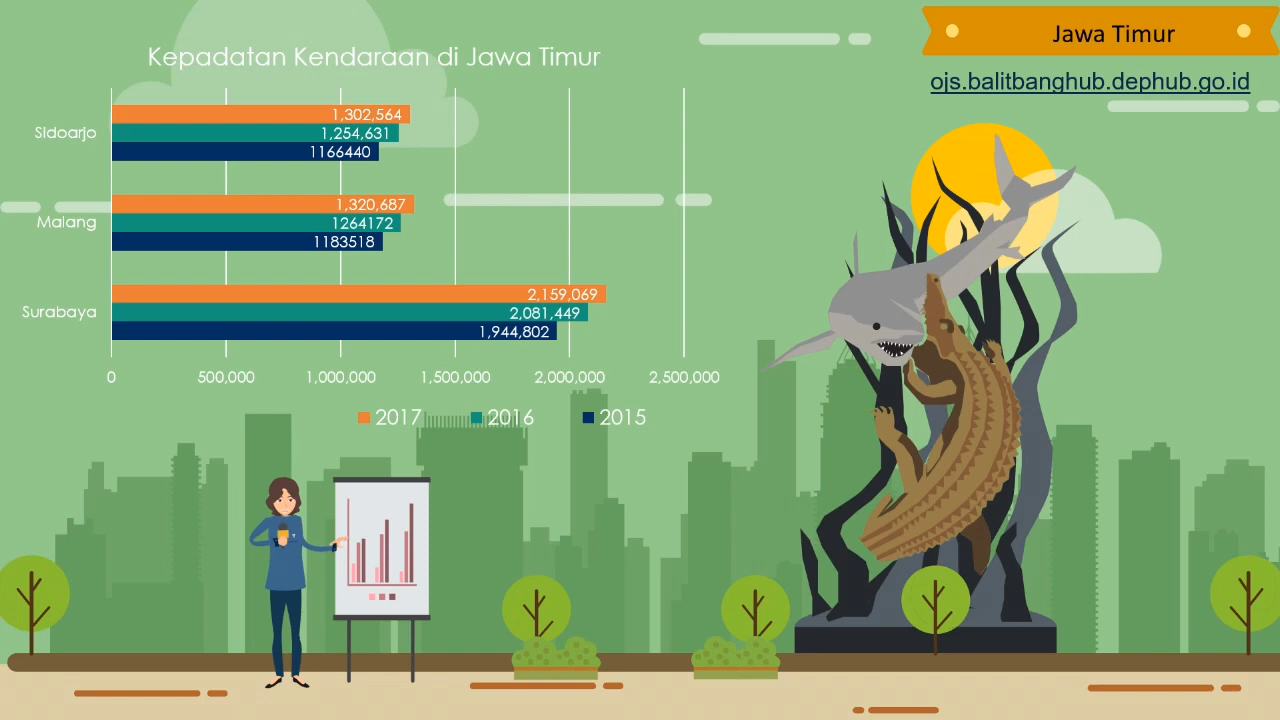 Jawa Timur
ojs.balitbanghub.dephub.go.id
Kepadatan Kendaraan di Jawa Timur
Sidoarjo
1,302,564
1,254,631
1166440
Malang
1,320,687
1264172
1183518
Surabaya
2,159,069
2,081,449
1,944,802
0 500,000 1,000,000 1,500,000 2,000,000 2,500,000
2017 2016 2015